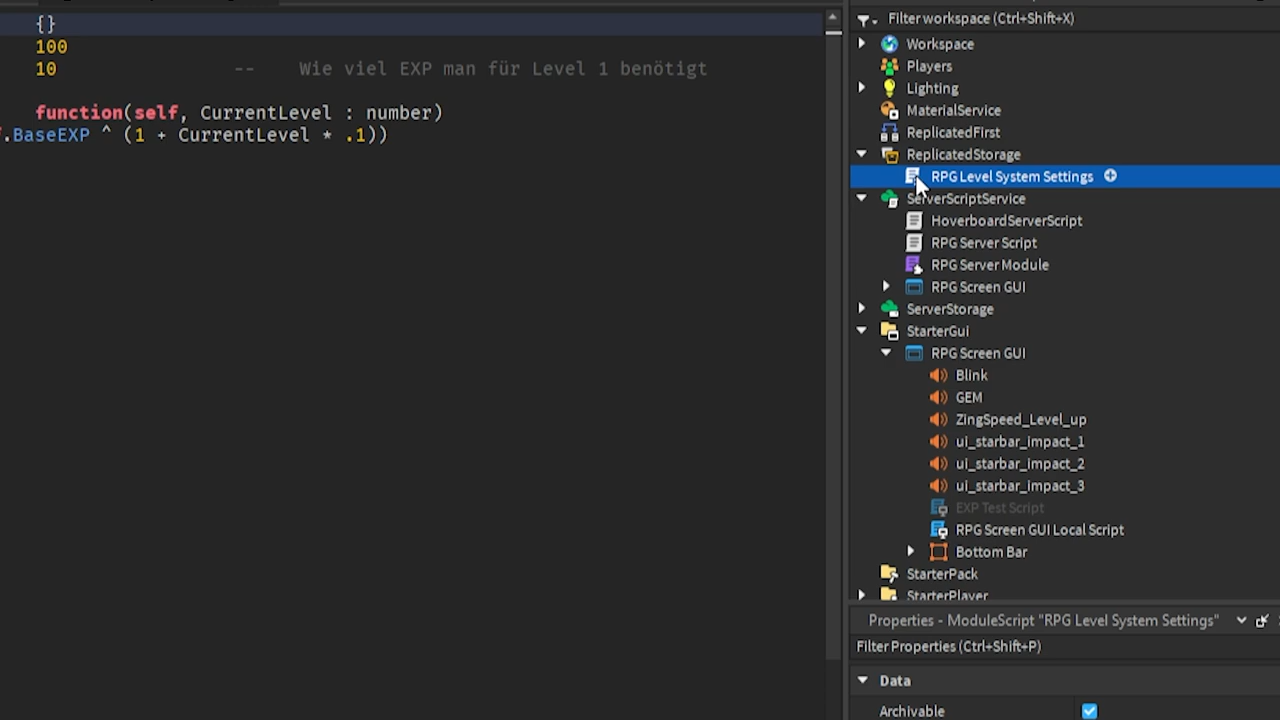 {}
100
10 -- Wie viel EXP man für Level 1 benötigt
function(self, CurrentLevel : number)
.BaseEXP ^ (1 + CurrentLevel * .1))
Filter workspace (Ctrl+Shift+X)
Workspace
Players
Lighting
MaterialService
ReplicatedFirst
ReplicatedStorage
RPG Level System Settings
ServerScriptService
HoverboardServerScript
RPG Server Script
RPG Server Module
RPG Screen GUI
ServerStorage
StarterGui
RPG Screen GUI
Blink
GEM
ZingSpeed_Level_up
ui_starbar_impact_1
ui_starbar_impact_2
ui_starbar_impact_3
EXP Test Script
RPG Screen GUI Local Script
Bottom Bar
StarterPack
StarterPlayer
Properties - ModuleScript "RPG Level System Settings"
Filter Properties (Ctrl+Shift+P)
Data
Archivable